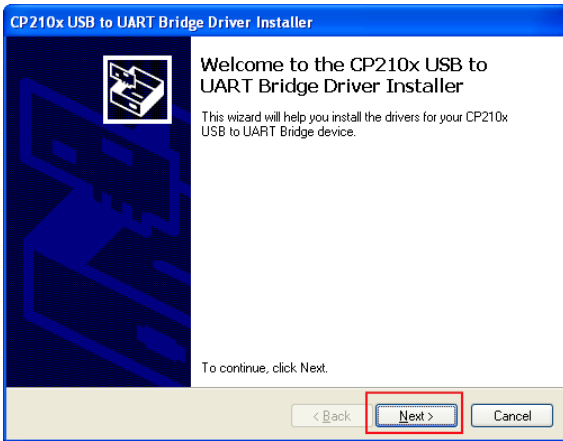 CP210x USB to UART Bridge Driver Installer
Welcome to the CP210x USB to
UART Bridge Driver Installer
This wizard will help you install the drivers for your CP210x
USB to UART Bridge device.
To continue, click Next.
< Back
Next >
Cancel